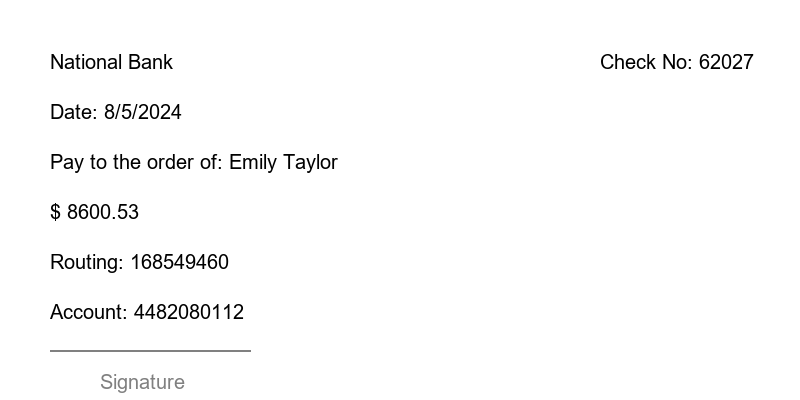 National Bank
Check No: 62027
Date: 8/5/2024
Pay to the order of: Emily Taylor
$ 8600.53
Routing: 168549460
Account: 4482080112
Signature